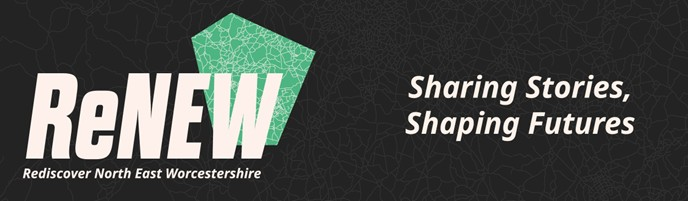 ReNEW
Rediscover North East Worcestershire
Sharing Stories,
Shaping Futures